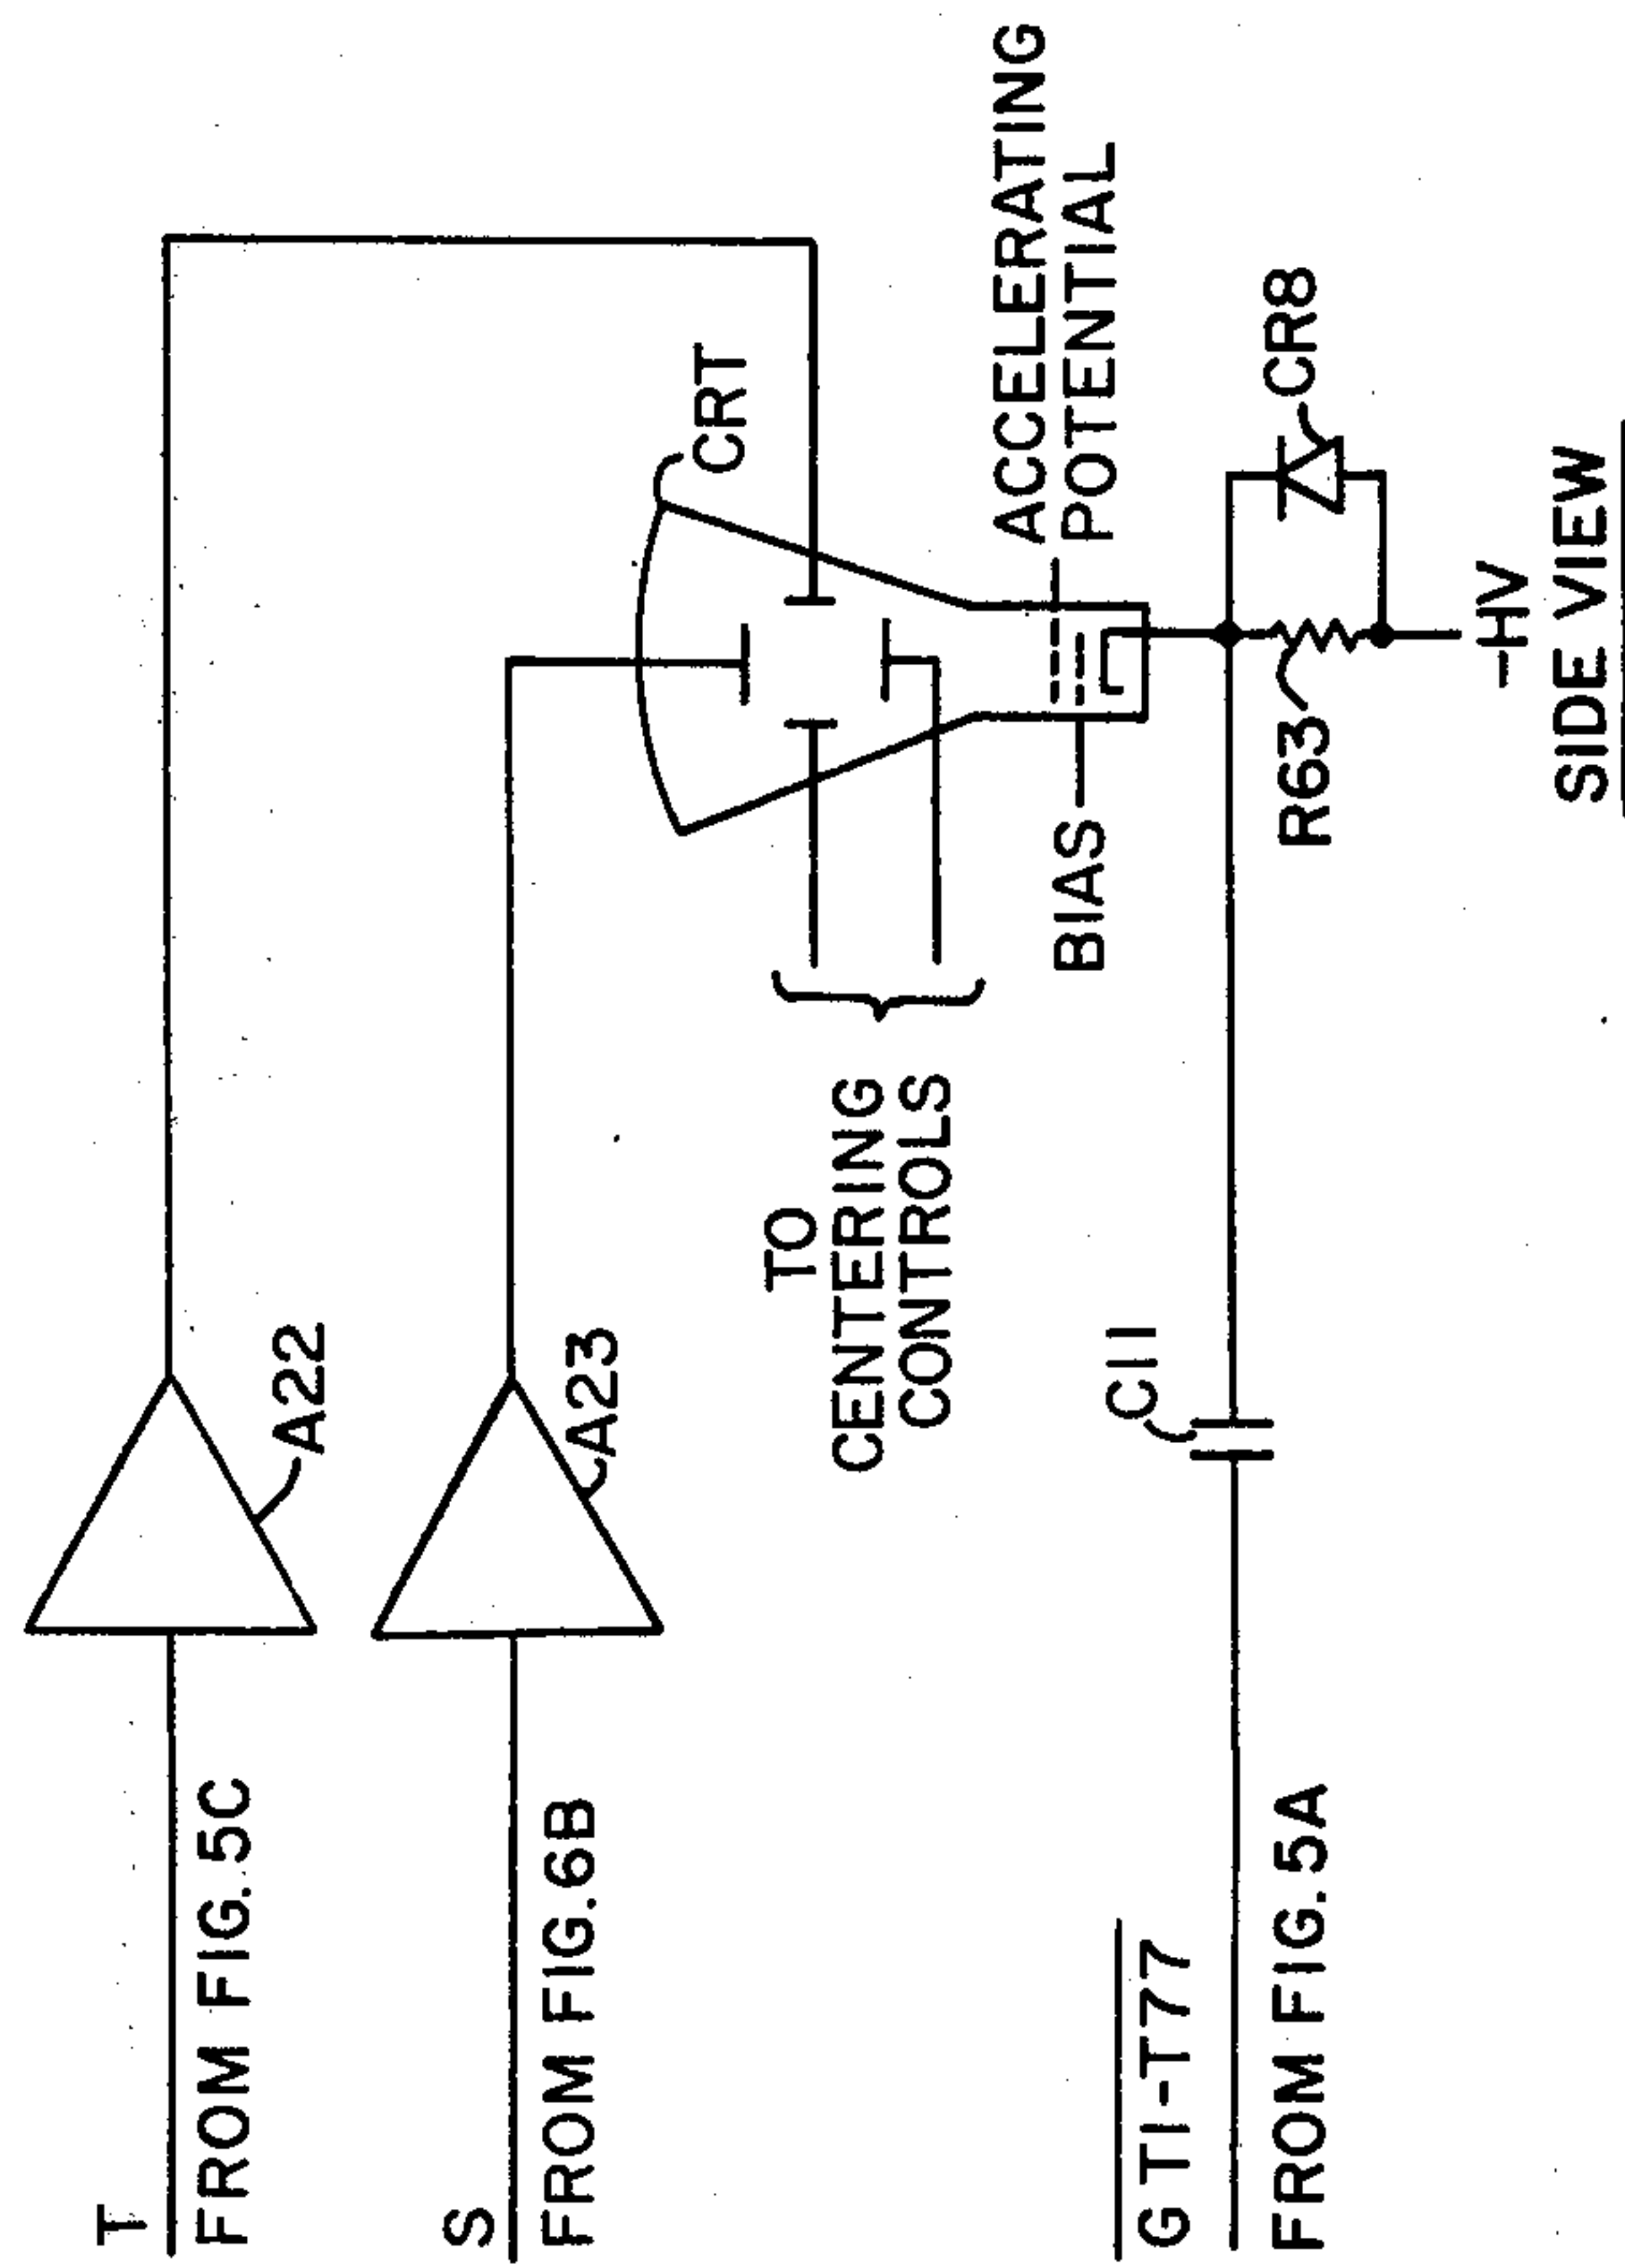 T
FROM FIG.5C
A22
S
FROM FIG.6B
A23
CRT
TO
CENTERING
CONTROLS
ACCELERATING
POTENTIAL
BIAS
GT1-T77
FROM FIG.5A
C11
R63
CR8
-HV
SIDE VIEW